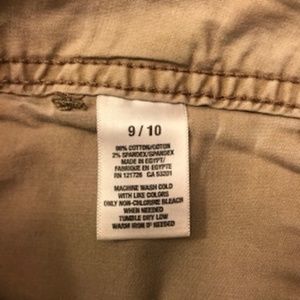 9 / 10
98% COTTON/COTON
2% SPANDEX/SPANDEX
MADE IN EGYPT/
FABRIQUE EN EGYPTE
RN 121726 CA 53201
MACHINE WASH COLD
WITH LIKE COLORS
ONLY NON-CHLORINE BLEACH
WHEN NEEDED
TUMBLE DRY LOW
WARM IRON IF NEEDED